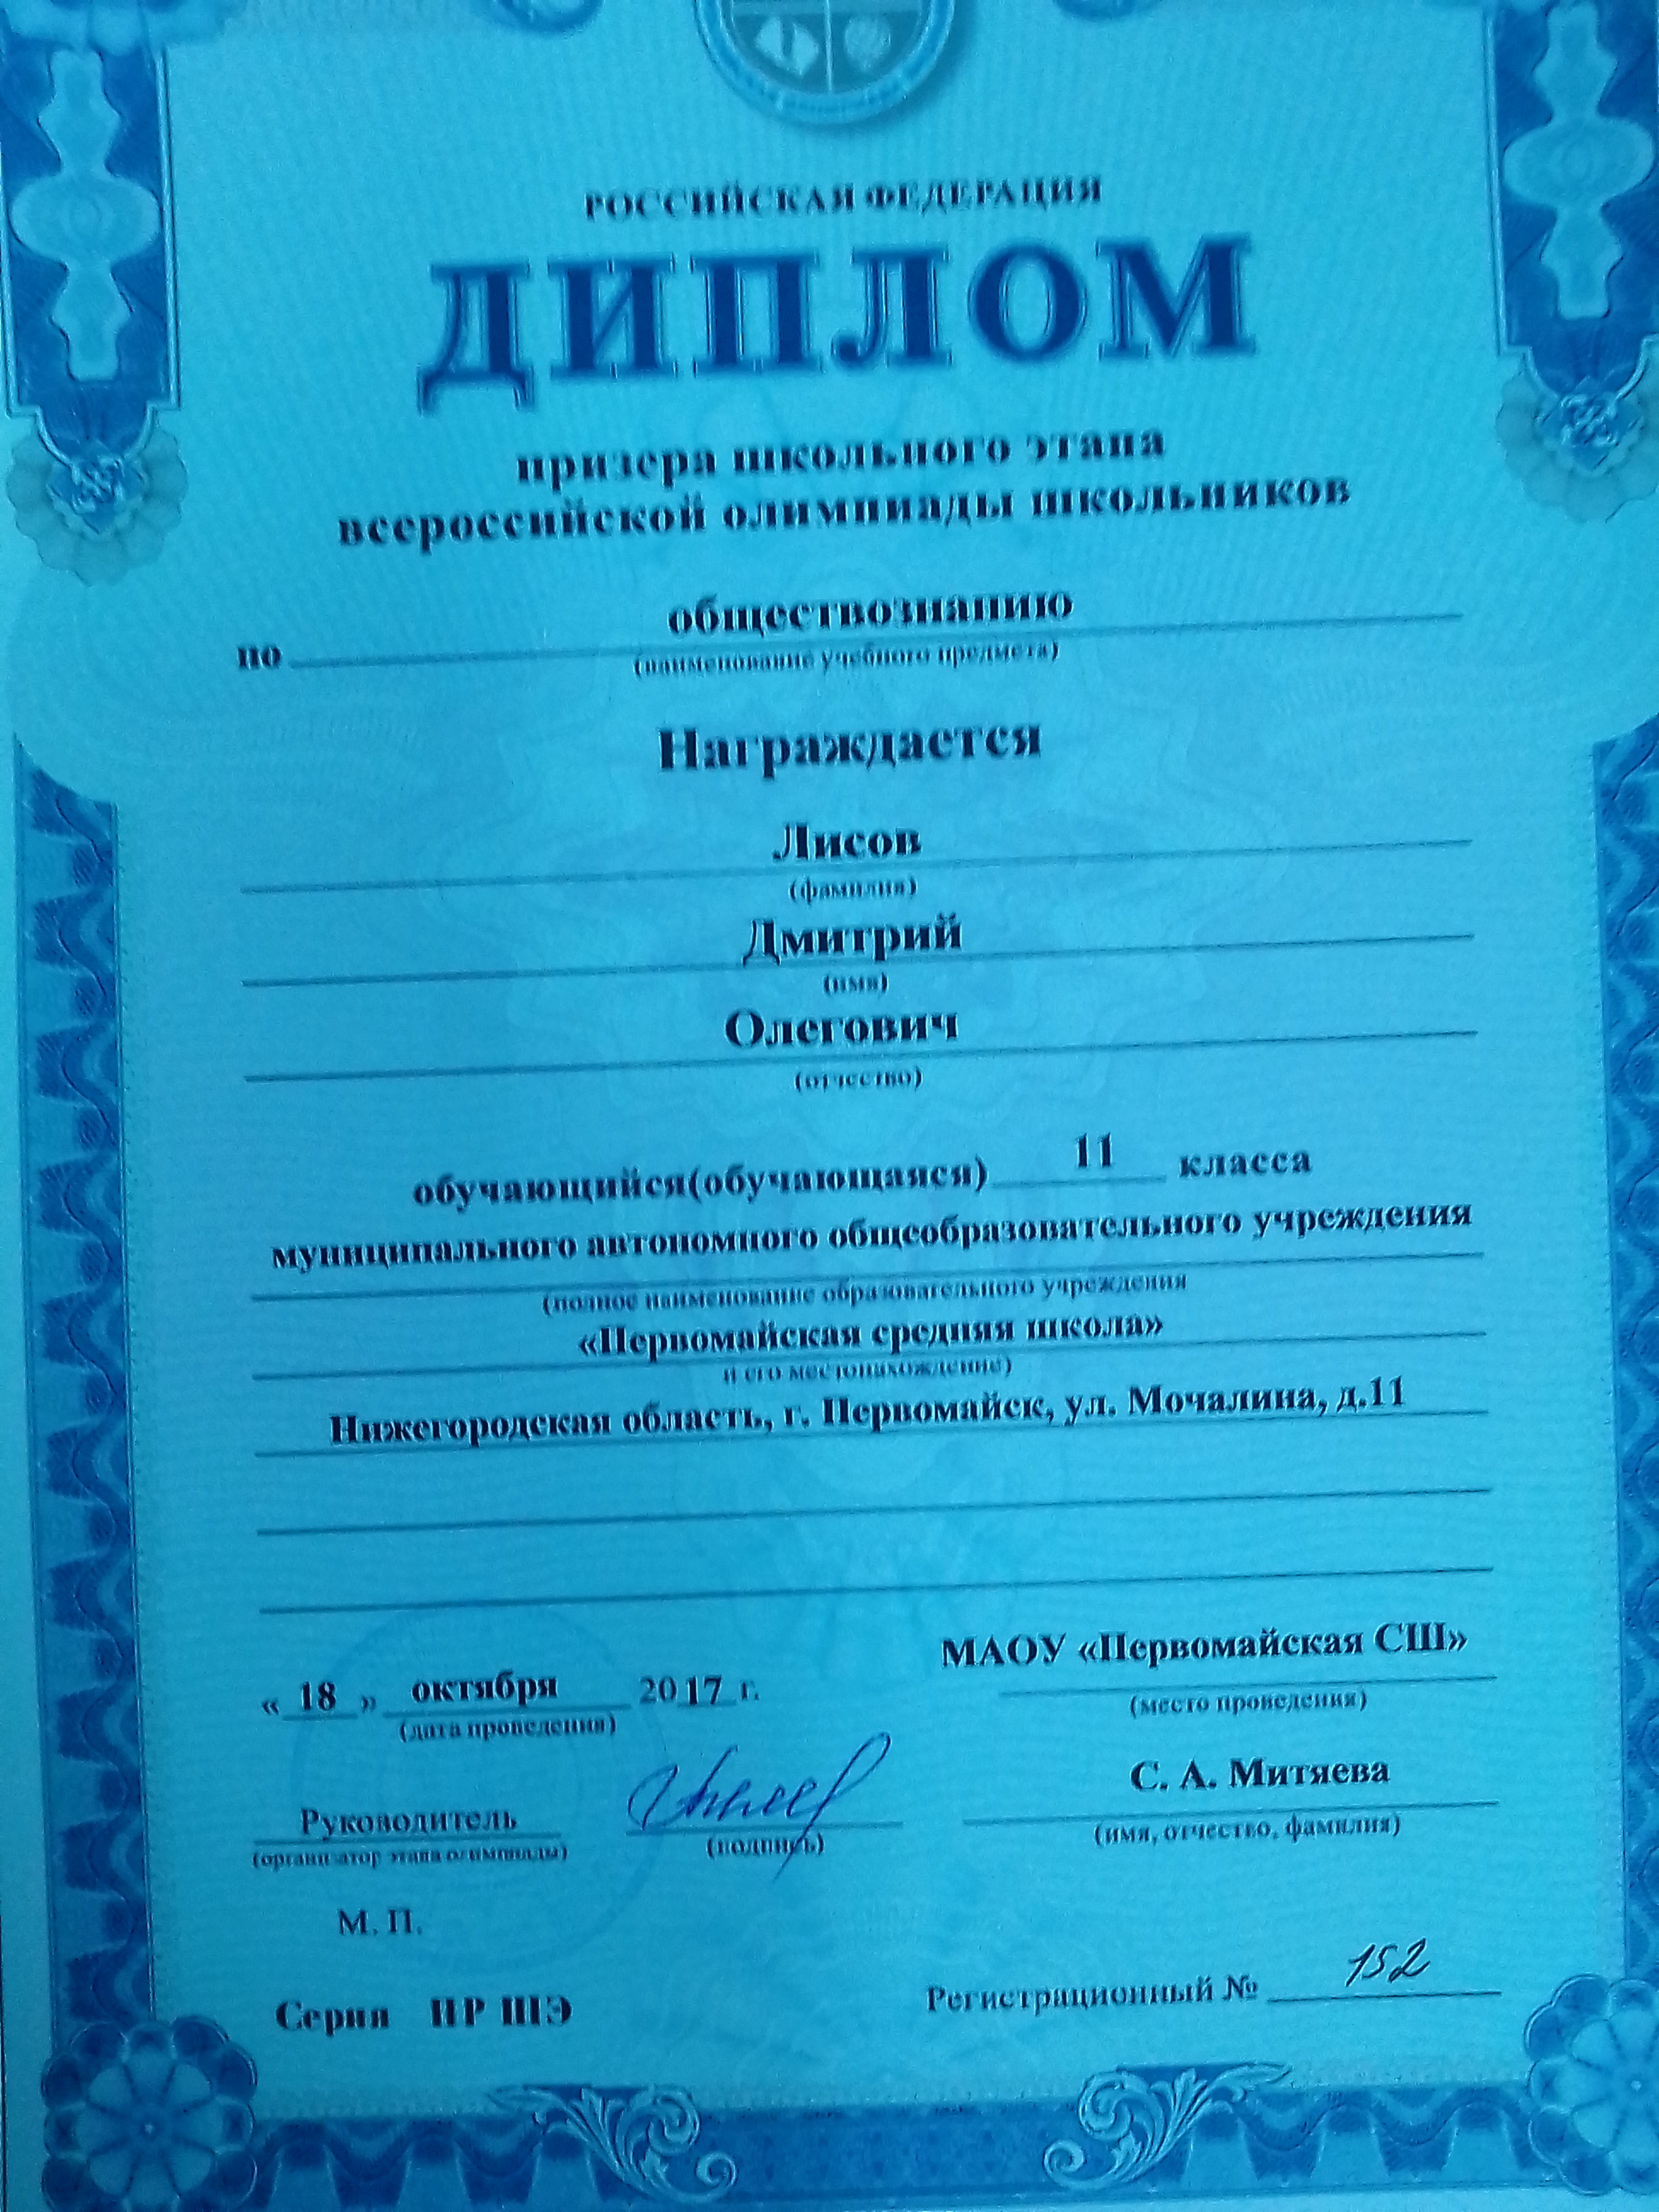 РОССИЙСКАЯ ФЕДЕРАЦИЯ
ДИПЛОМ
призера школьного этапа
всероссийской олимпиады школьников
по обществознанию
(наименование учебного предмета)
Награждается
Лисов
(фамилия)
Дмитрий
(имя)
Олегович
(отчество)
обучающийся(обучающаяся) 11 класса
муниципального автономного общеобразовательного учреждения
(полное наименование образовательного учреждения
«Первомайская средняя школа»
и его местонахождение)
Нижегородская область, г. Первомайск, ул. Мочалина, д.11
МАОУ «Первомайская СШ»
« 18 » октября 2017 г.
(место проведения)
(дата проведения)
С. А. Митяева
Руководитель
(организатор этапа олимпиады) (подпись) (имя, отчество, фамилия)
М. П.
Серия ПР ШЭ Регистрационный № 152